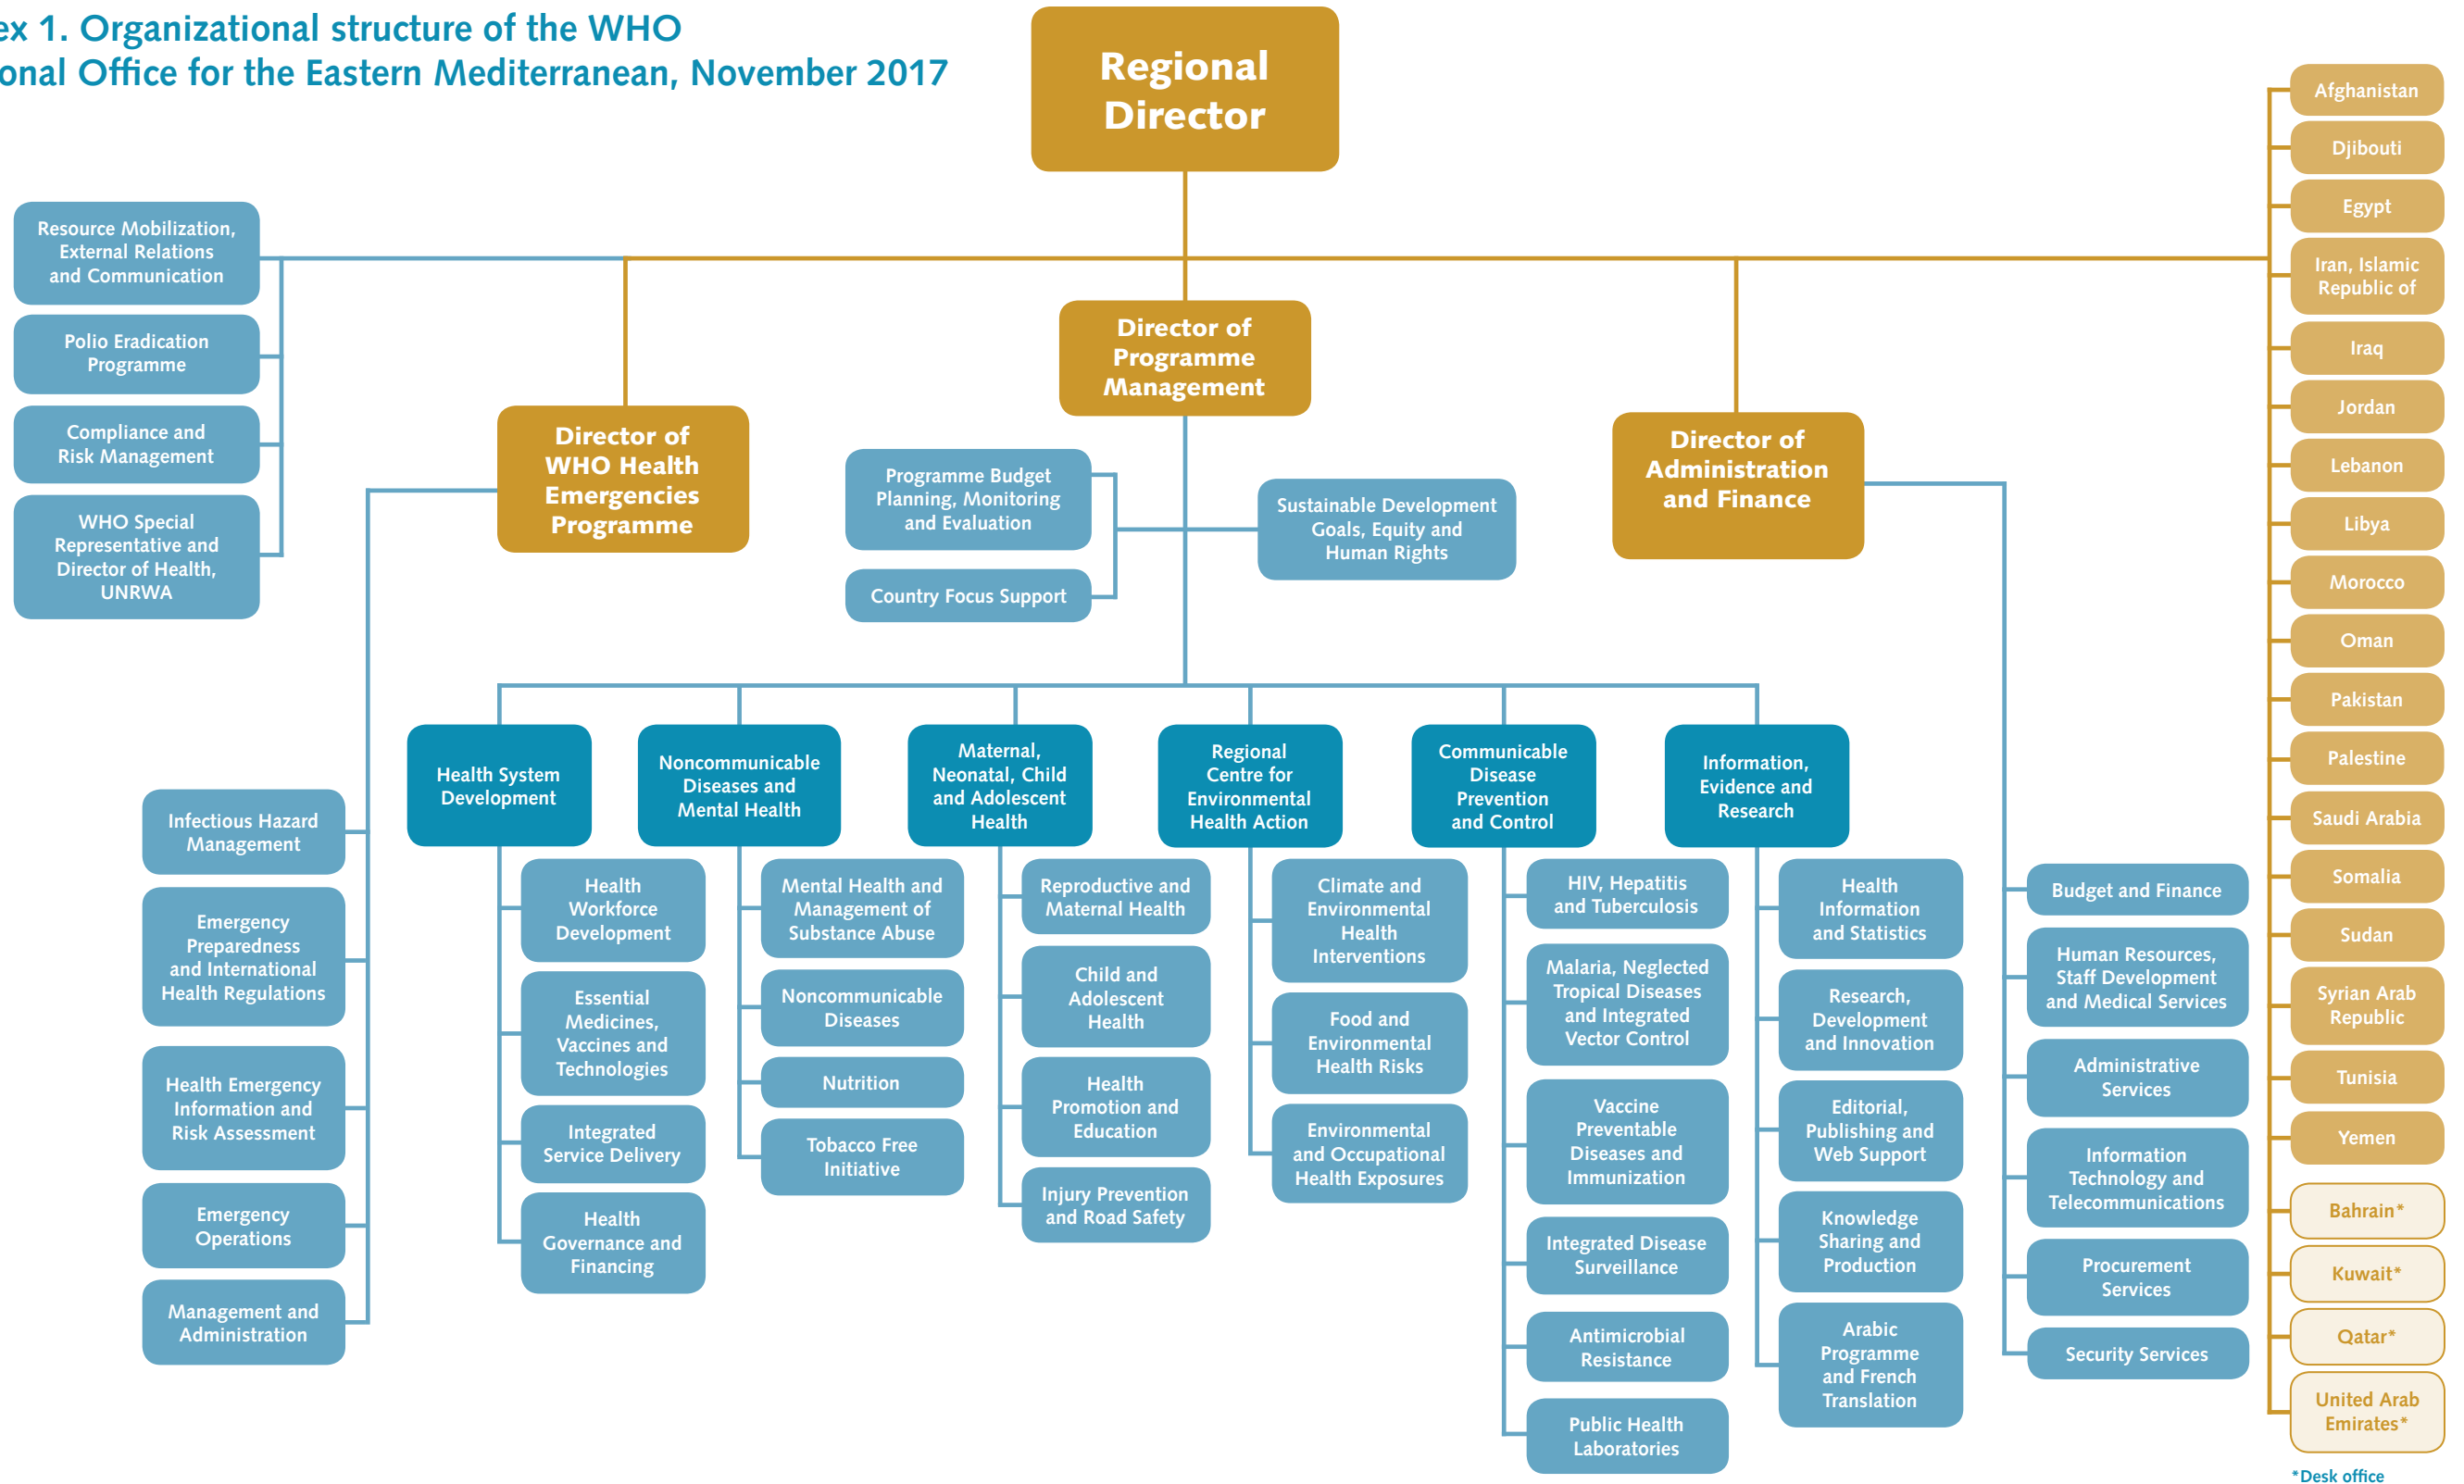 ex 1. Organizational structure of the WHO
onal Office for the Eastern Mediterranean, November 2017
Regional
Director
Resource Mobilization,
External Relations
and Communication
Polio Eradication
Programme
Compliance and
Risk Management
WHO Special
Representative and
Director of Health,
UNRWA
Director of
WHO Health
Emergencies
Programme
Director of
Programme
Management
Director of
Administration
and Finance
Programme Budget
Planning, Monitoring
and Evaluation
Country Focus Support
Sustainable Development
Goals, Equity and
Human Rights
Infectious Hazard
Management
Emergency
Preparedness
and International
Health Regulations
Health Emergency
Information and
Risk Assessment
Emergency
Operations
Management and
Administration
Health System
Development
Health
Workforce
Development
Essential
Medicines,
Vaccines and
Technologies
Integrated
Service Delivery
Health
Governance and
Financing
Noncommunicable
Diseases and
Mental Health
Mental Health and
Management of
Substance Abuse
Noncommunicable
Diseases
Nutrition
Tobacco Free
Initiative
Maternal,
Neonatal, Child
and Adolescent
Health
Reproductive and
Maternal Health
Child and
Adolescent
Health
Health
Promotion and
Education
Injury Prevention
and Road Safety
Regional
Centre for
Environmental
Health Action
Climate and
Environmental
Health
Interventions
Food and
Environmental
Health Risks
Environmental
and Occupational
Health Exposures
Communicable
Disease
Prevention
and Control
HIV, Hepatitis
and Tuberculosis
Malaria, Neglected
Tropical Diseases
and Integrated
Vector Control
Vaccine
Preventable
Diseases and
Immunization
Integrated Disease
Surveillance
Antimicrobial
Resistance
Public Health
Laboratories
Information,
Evidence and
Research
Health
Information
and Statistics
Research,
Development
and Innovation
Editorial,
Publishing and
Web Support
Knowledge
Sharing and
Production
Arabic
Programme
and French
Translation
Budget and Finance
Human Resources,
Staff Development
and Medical Services
Administrative
Services
Information
Technology and
Telecommunications
Procurement
Services
Security Services
Afghanistan
Djibouti
Egypt
Iran, Islamic
Republic of
Iraq
Jordan
Lebanon
Libya
Morocco
Oman
Pakistan
Palestine
Saudi Arabia
Somalia
Sudan
Syrian Arab
Republic
Tunisia
Yemen
Bahrain*
Kuwait*
Qatar*
United Arab
Emirates*
*Desk office